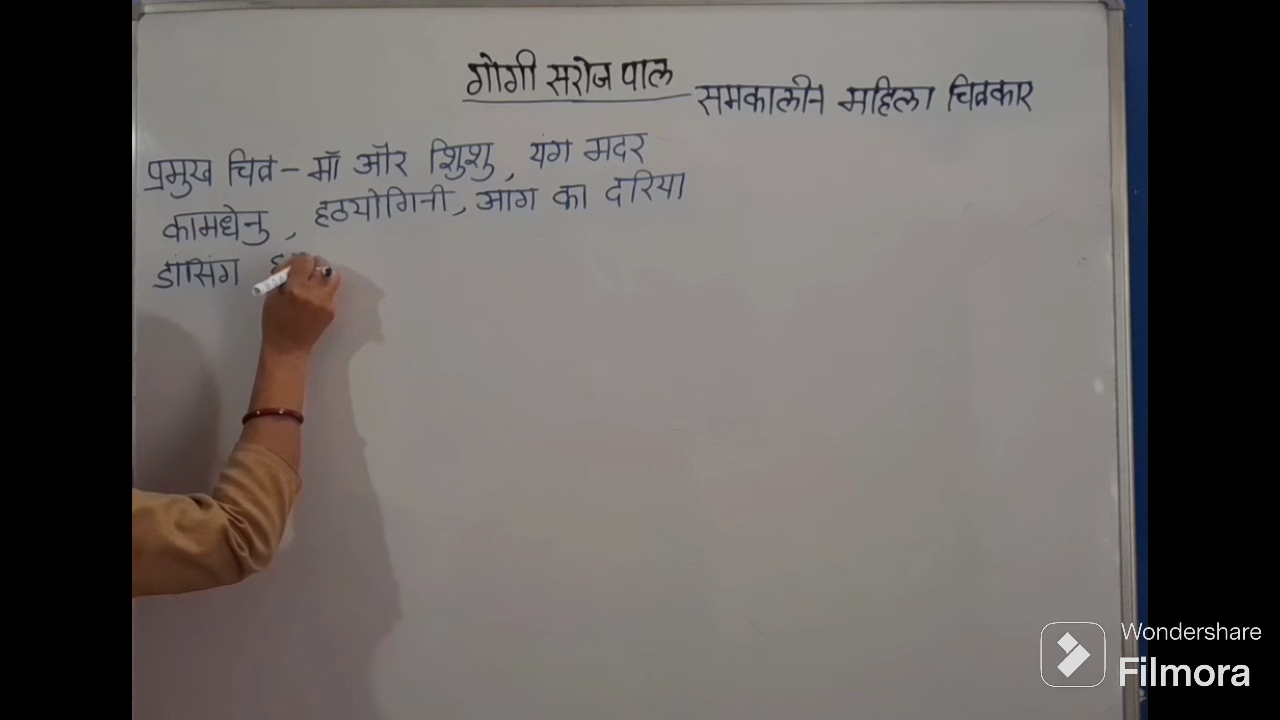 गोगी सरोज पाल
समकालीन महिला चित्रकार
प्रमुख चित्र - माँ और शिशु, यंग मदर
कामधेनु, हठयोगिनी, आग का दरिया
डांसिंग
Wondershare
Filmora